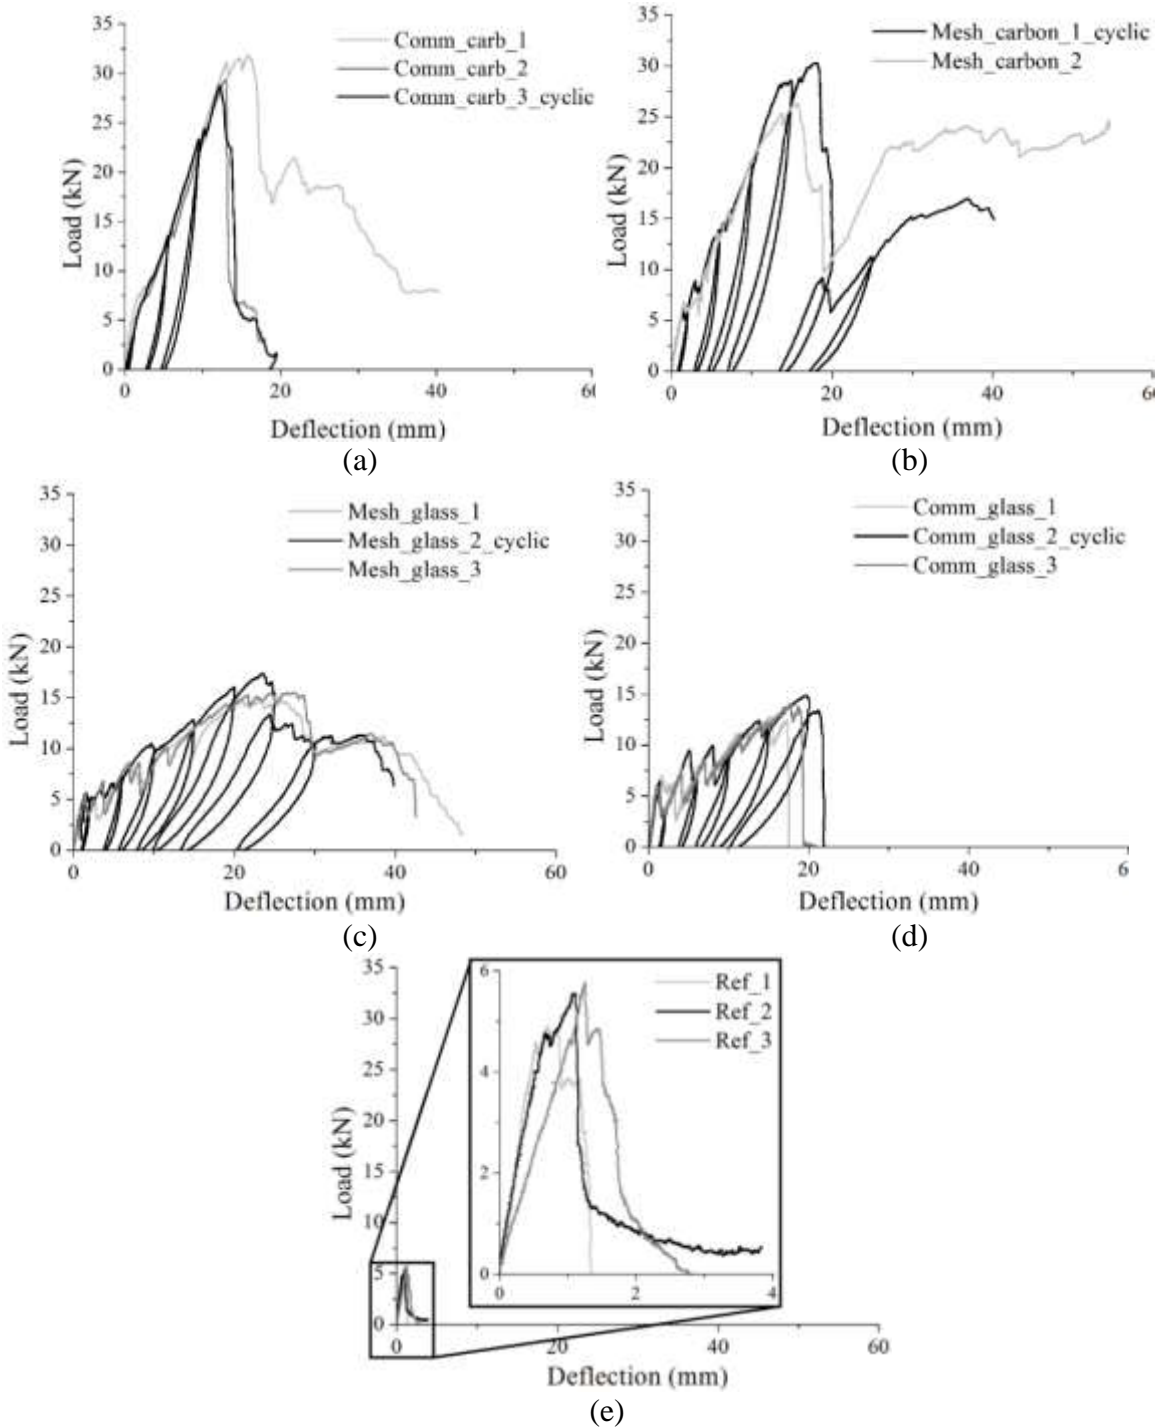 35
30
25
20
15
10
5
0
Load (kN)
Comm_carb_1
Comm_carb_2
Comm_carb_3_cyclic
0 20 40 60
Deflection (mm)
(a)
35
30
25
20
15
10
5
0
Load (kN)
Mesh_carbon_1_cyclic
Mesh_carbon_2
0 20 40 60
Deflection (mm)
(b)
35
30
25
20
15
10
5
0
Load (kN)
Mesh_glass_1
Mesh_glass_2_cyclic
Mesh_glass_3
0 20 40 60
Deflection (mm)
(c)
35
30
25
20
15
10
5
0
Load (kN)
Comm_glass_1
Comm_glass_2_cyclic
Comm_glass_3
0 20 40 60
Deflection (mm)
(d)
35
30
25
20
15
10
5
0
Load (kN)
6
4
2
0
Ref_1
Ref_2
Ref_3
0 2 4
0 20 40 60
Deflection (mm)
(e)